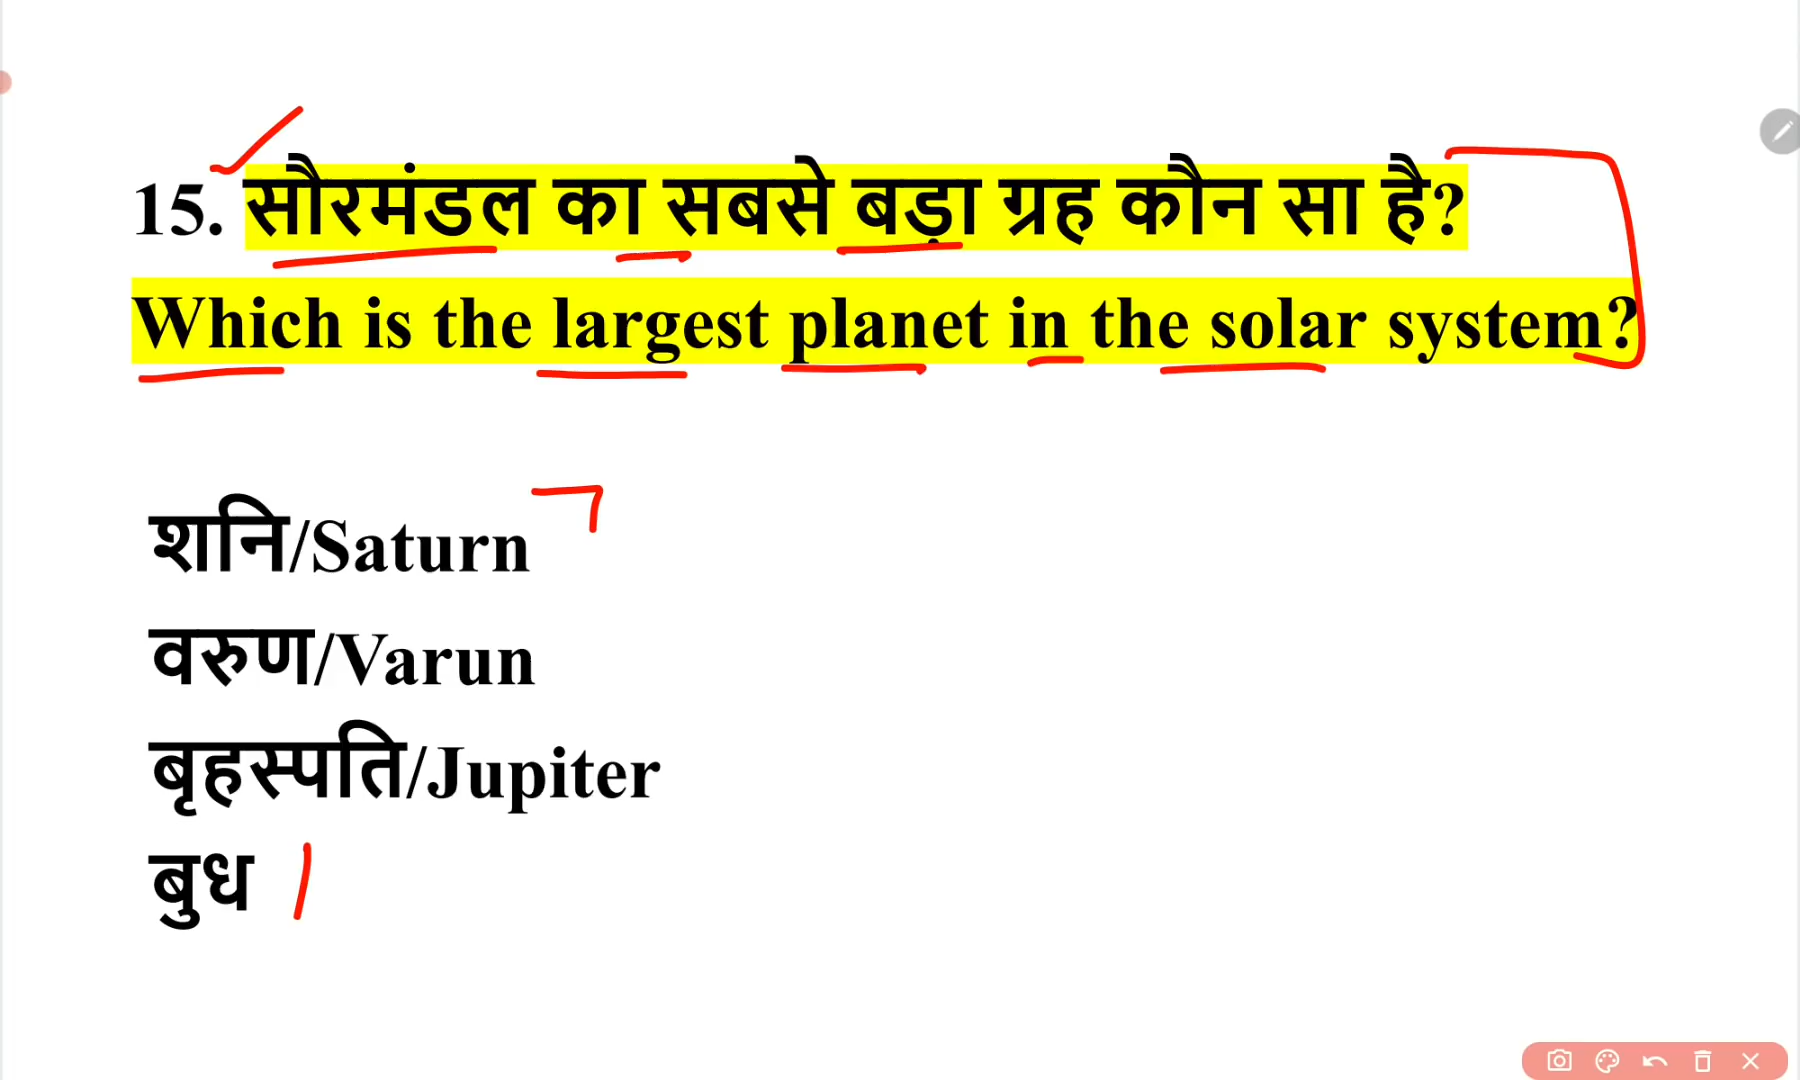 15. सौरमंडल का सबसे बड़ा ग्रह कौन सा है?
Which is the largest planet in the solar system?
शनि/Saturn
वरुण/Varun
बृहस्पति/Jupiter
बुध